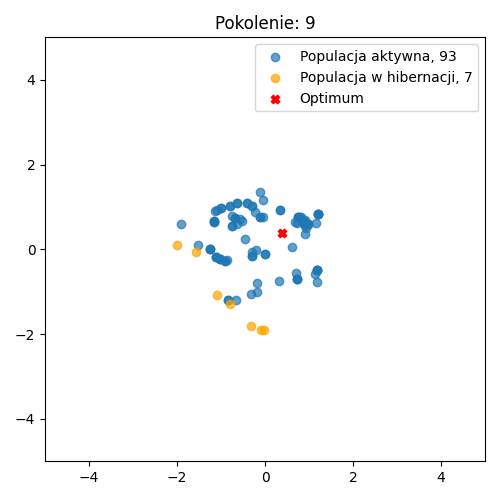 Pokolenie: 9
Populacja aktywna, 93
Populacja w hibernacji, 7
Optimum
4
2
0
−2
−4
−4 −2 0 2 4